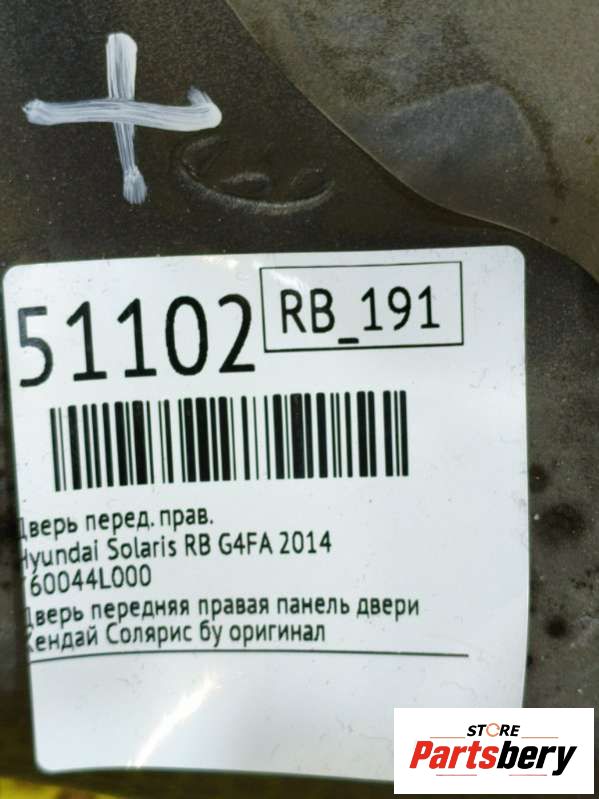 51102
RB_191
Дверь перед. прав.
Hyundai Solaris RB G4FA 2014
760044L000
Дверь передняя правая панель двери
Хендай Солярис бу оригинал
STORE
Partsbery